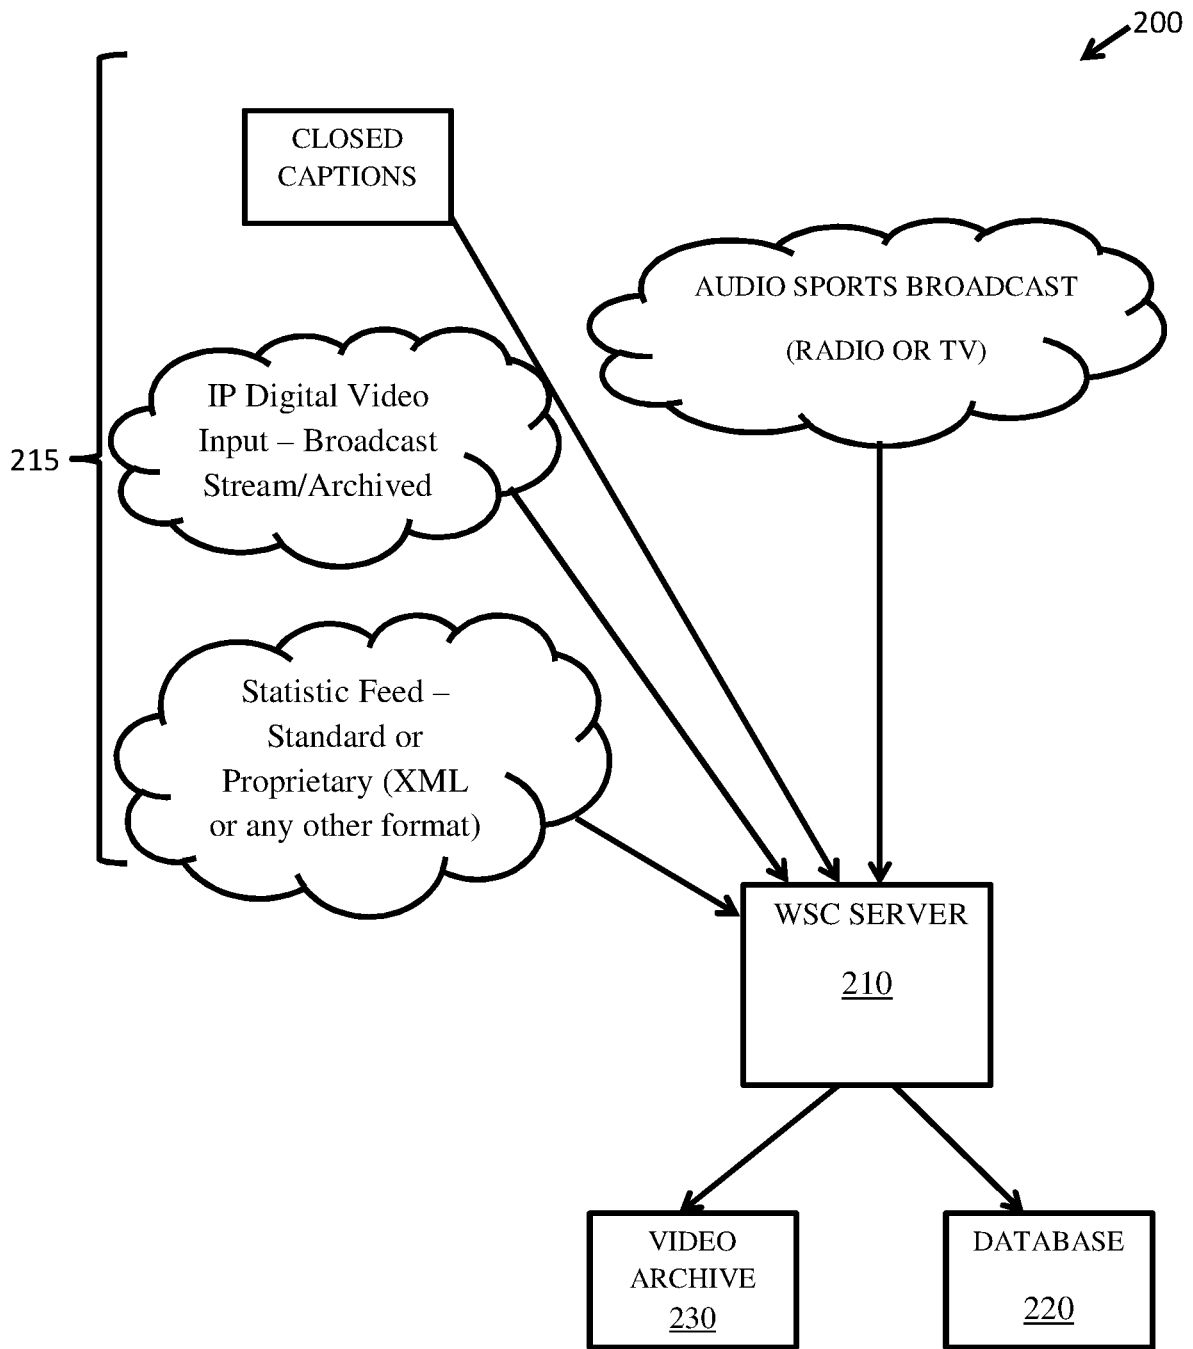 200
CLOSED
CAPTIONS
AUDIO SPORTS BROADCAST
(RADIO OR TV)
IP Digital Video
Input – Broadcast
Stream/Archived
215
Statistic Feed –
Standard or
Proprietary (XML
or any other format)
WSC SERVER
210
VIDEO
ARCHIVE
230
DATABASE
220